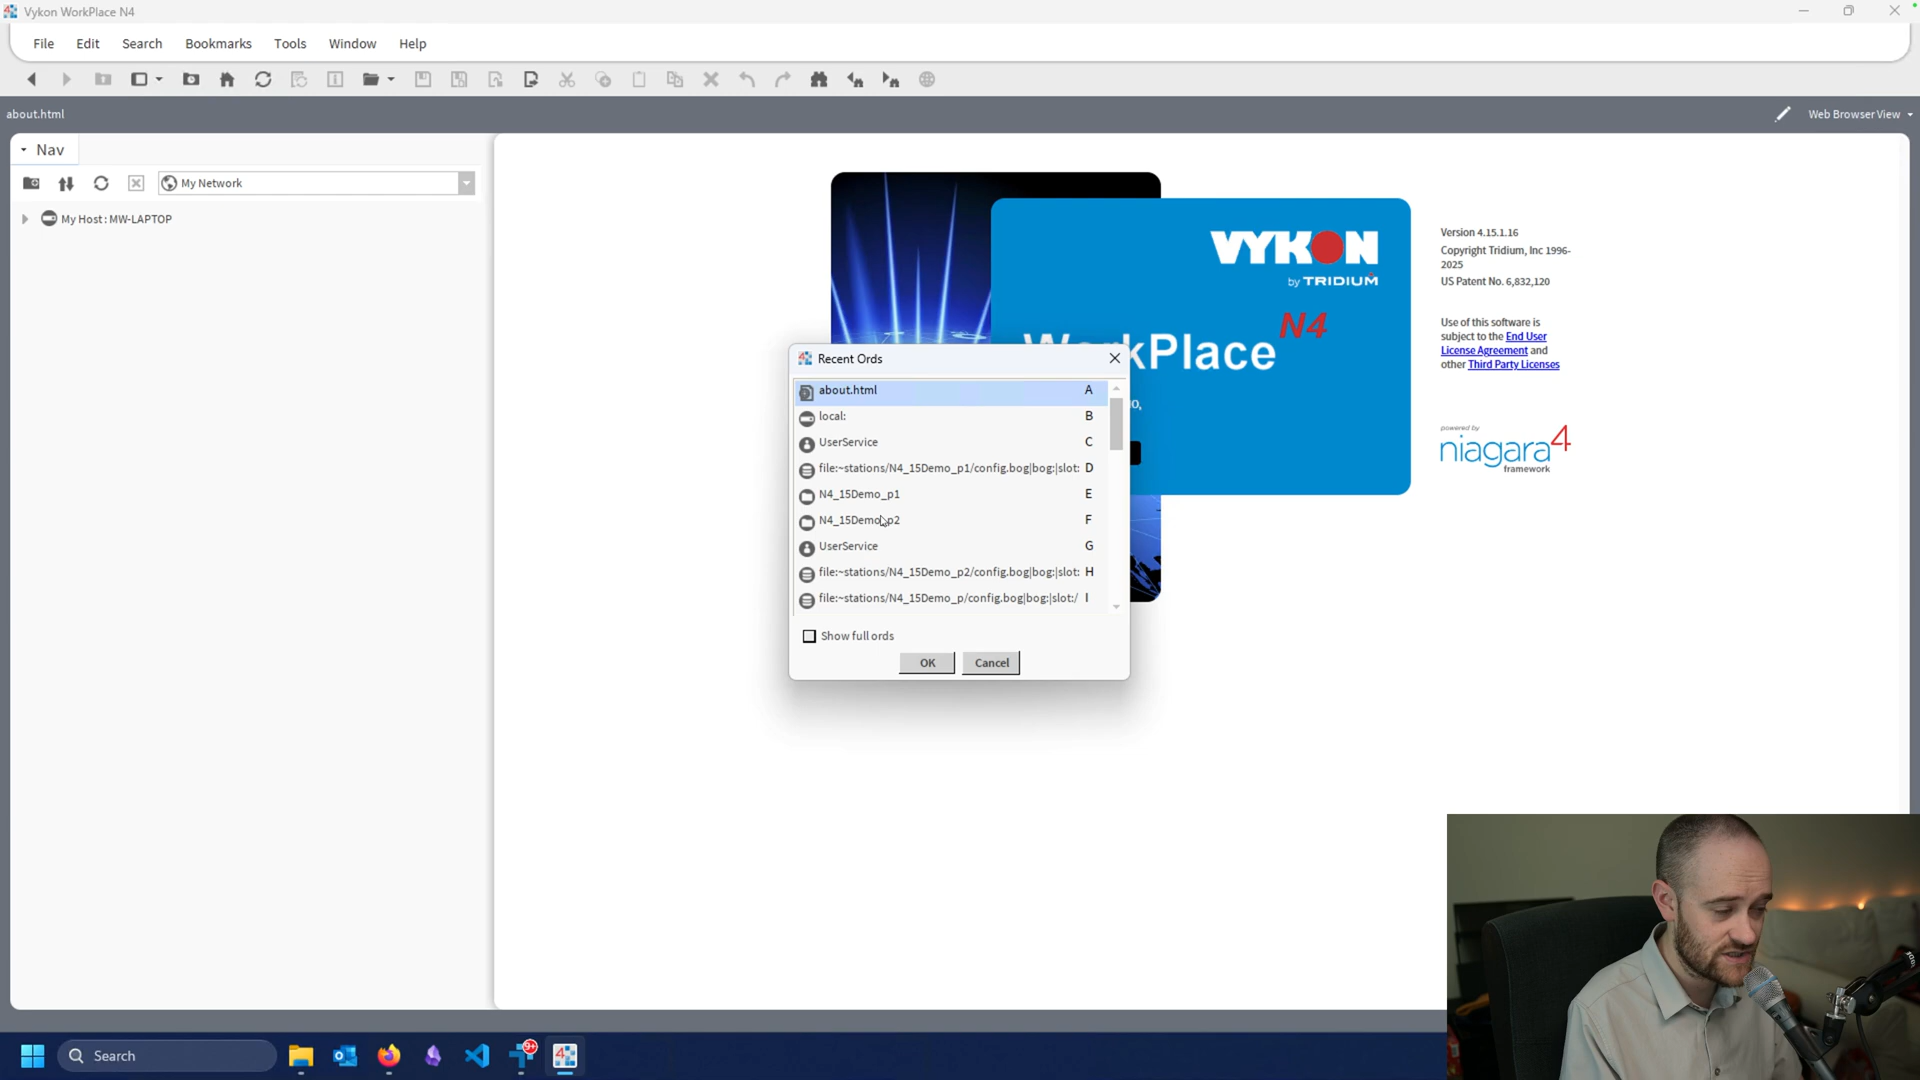 Vykon WorkPlace N4
File Edit Search Bookmarks Tools Window Help
about.html
Web Browser View
Nav
My Network
My Host : MW-LAPTOP
VYKON
by TRIDIUM
N4
kPlace
Version 4.15.1.16
Copyright Tridium, Inc 1996-
2025
US Patent No. 6,832,120
Use of this software is
subject to the End User
License Agreement and
other Third Party Licenses
powered by
niagara4
framework
Recent Ords
about.html A
local: B
UserService C
file:~stations/N4_15Demo_p1/config.bog|bog:|slot: D
N4_15Demo_p1 E
N4_15Demo_p2 F
UserService G
file:~stations/N4_15Demo_p2/config.bog|bog:|slot: H
file:~stations/N4_15Demo_p/config.bog|bog:|slot:/ I
Show full ords
OK Cancel
Search
9+
4